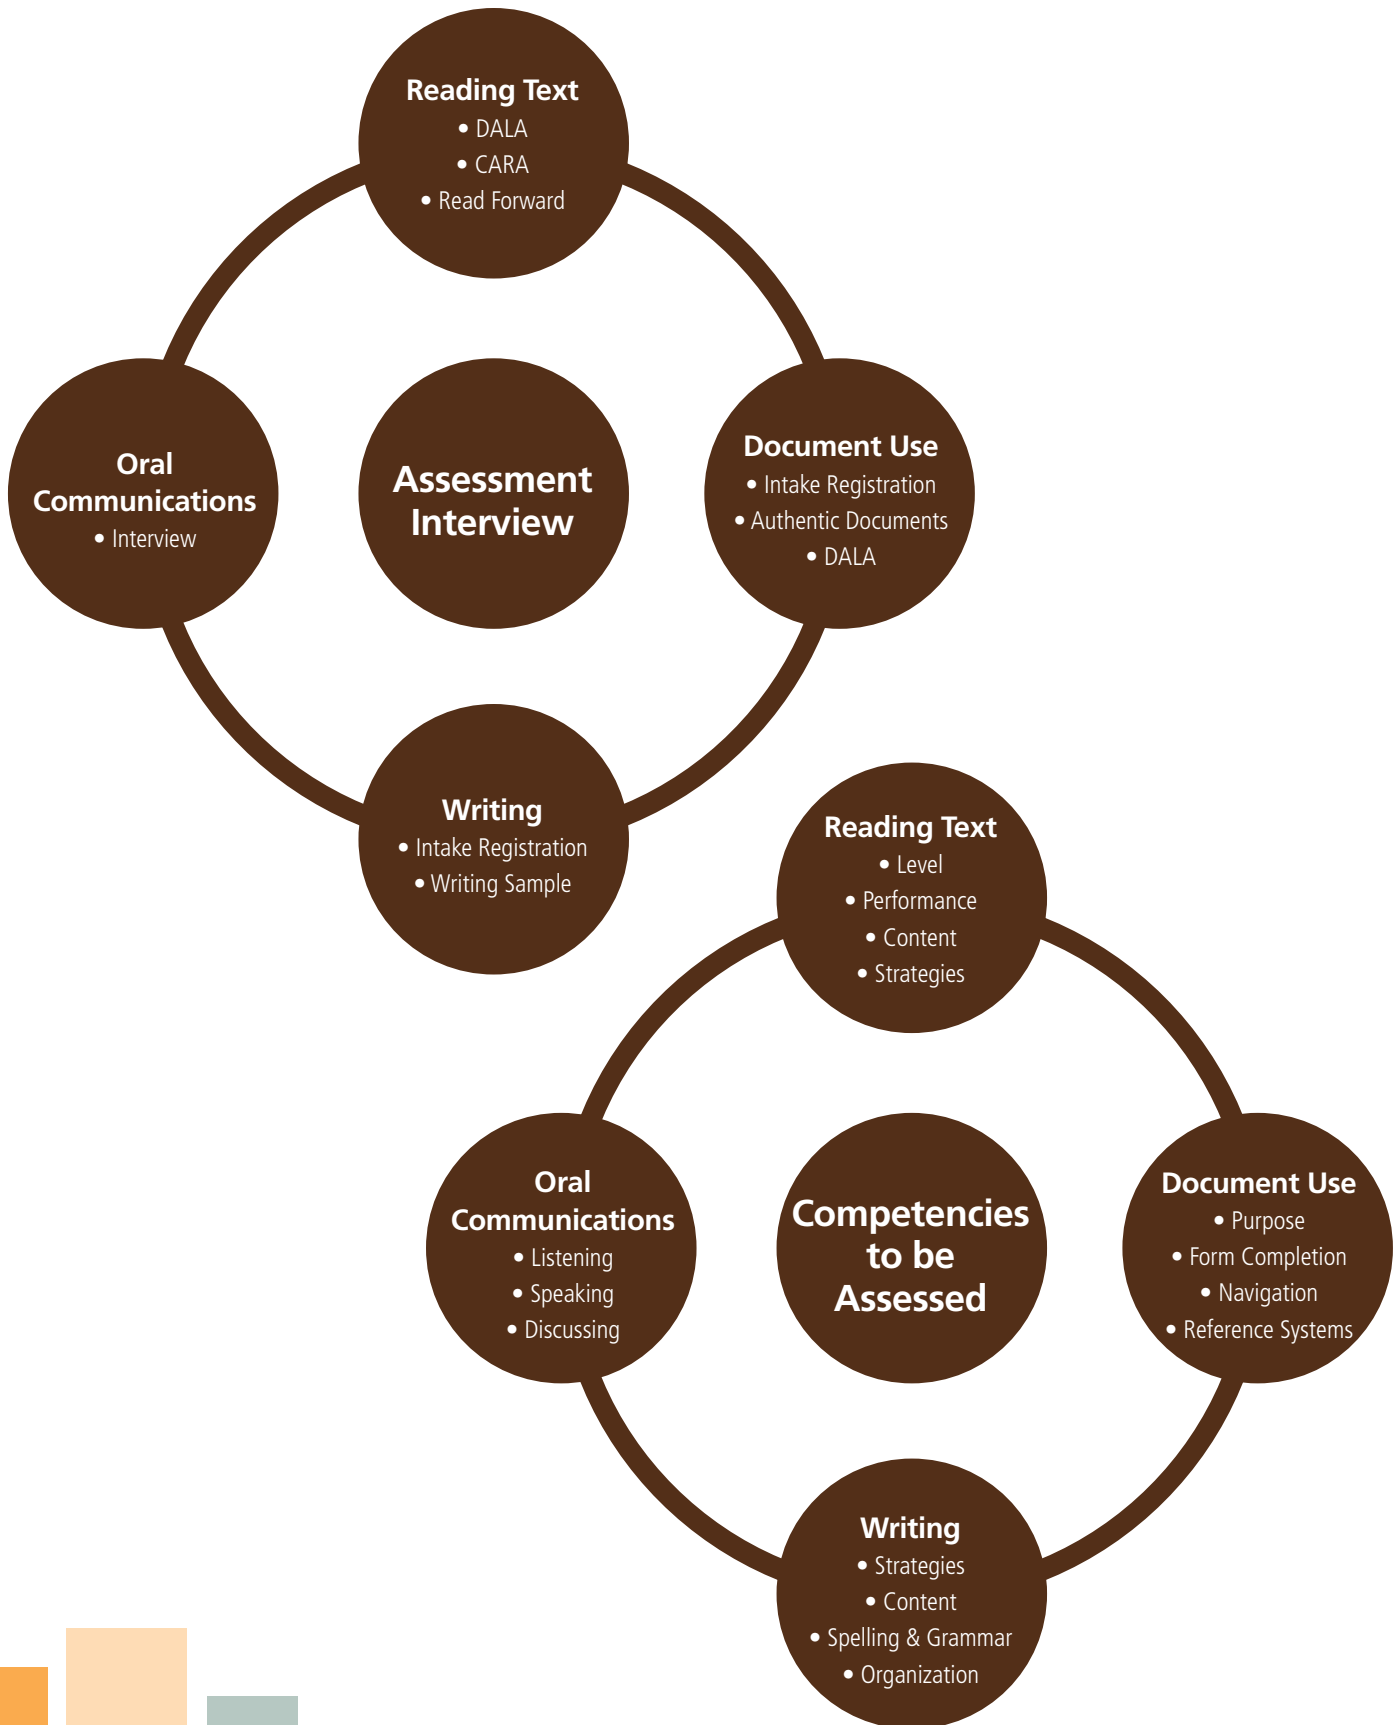 Reading Text
• DALA
• CARA
• Read Forward
Oral
Communications
• Interview
Assessment
Interview
Document Use
• Intake Registration
• Authentic Documents
• DALA
Writing
• Intake Registration
• Writing Sample
Reading Text
• Level
• Performance
• Content
• Strategies
Oral
Communications
• Listening
• Speaking
• Discussing
Competencies
to be
Assessed
Document Use
• Purpose
• Form Completion
• Navigation
• Reference Systems
Writing
• Strategies
• Content
• Spelling & Grammar
• Organization